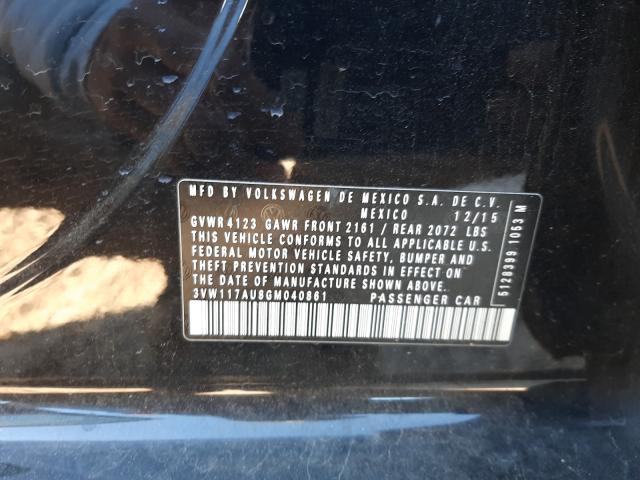 MFD BY VOLKSWAGEN DE MEXICO S.A. DE C.V.
MEXICO 12/15
GVWR 4123 GAWR FRONT 2161 / REAR 2072 LBS
THIS VEHICLE CONFORMS TO ALL APPLICABLE U.S.
FEDERAL MOTOR VEHICLE SAFETY, BUMPER AND
THEFT PREVENTION STANDARDS IN EFFECT ON
THE DATE OF MANUFACTURE SHOWN ABOVE.
3VW117AU8GM040861 PASSENGER CAR
5128399 1053 M